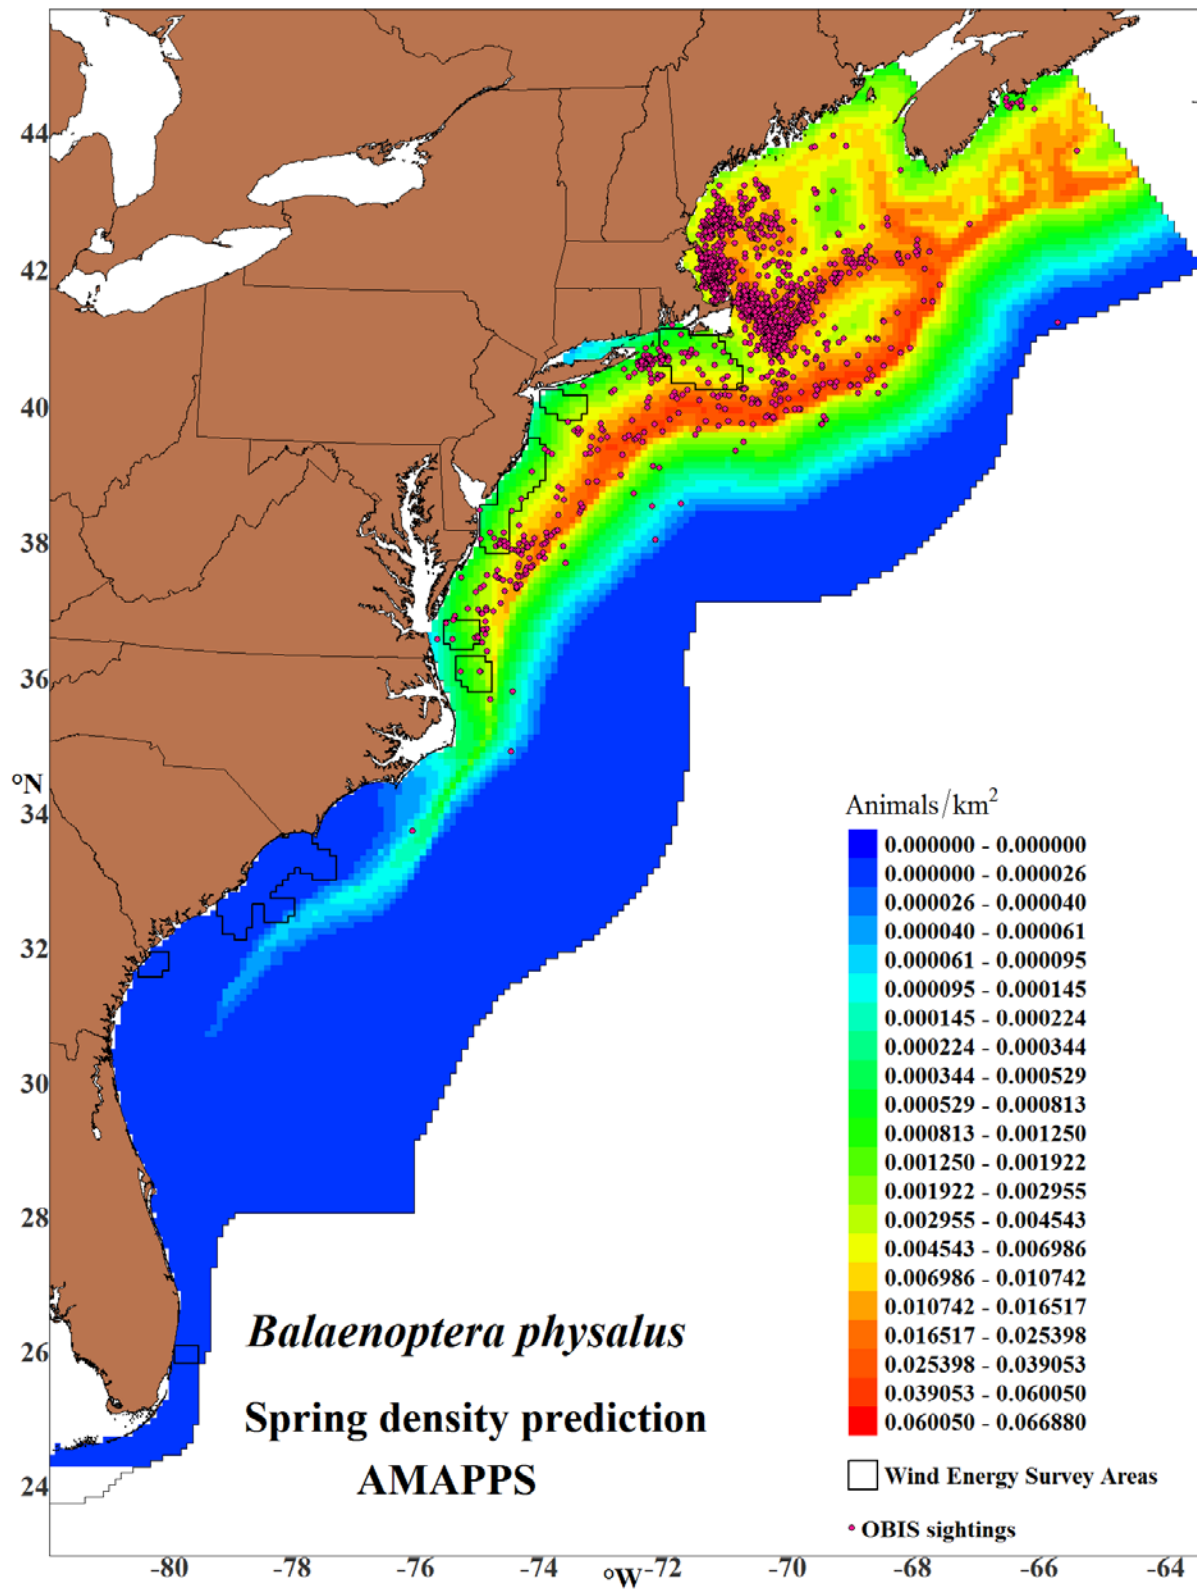 44
42
40
38
36
°N
34
32
30
28
26
24
Animals/km²
0.000000 - 0.000000
0.000000 - 0.000026
0.000026 - 0.000040
0.000040 - 0.000061
0.000061 - 0.000095
0.000095 - 0.000145
0.000145 - 0.000224
0.000224 - 0.000344
0.000344 - 0.000529
0.000529 - 0.000813
0.000813 - 0.001250
0.001250 - 0.001922
0.001922 - 0.002955
0.002955 - 0.004543
0.004543 - 0.006986
0.006986 - 0.010742
0.010742 - 0.016517
0.016517 - 0.025398
0.025398 - 0.039053
0.039053 - 0.060050
0.060050 - 0.066880
Wind Energy Survey Areas
OBIS sightings
Balaenoptera physalus
Spring density prediction
AMAPPS
-80 -78 -76 -74 °W -72 -70 -68 -66 -64